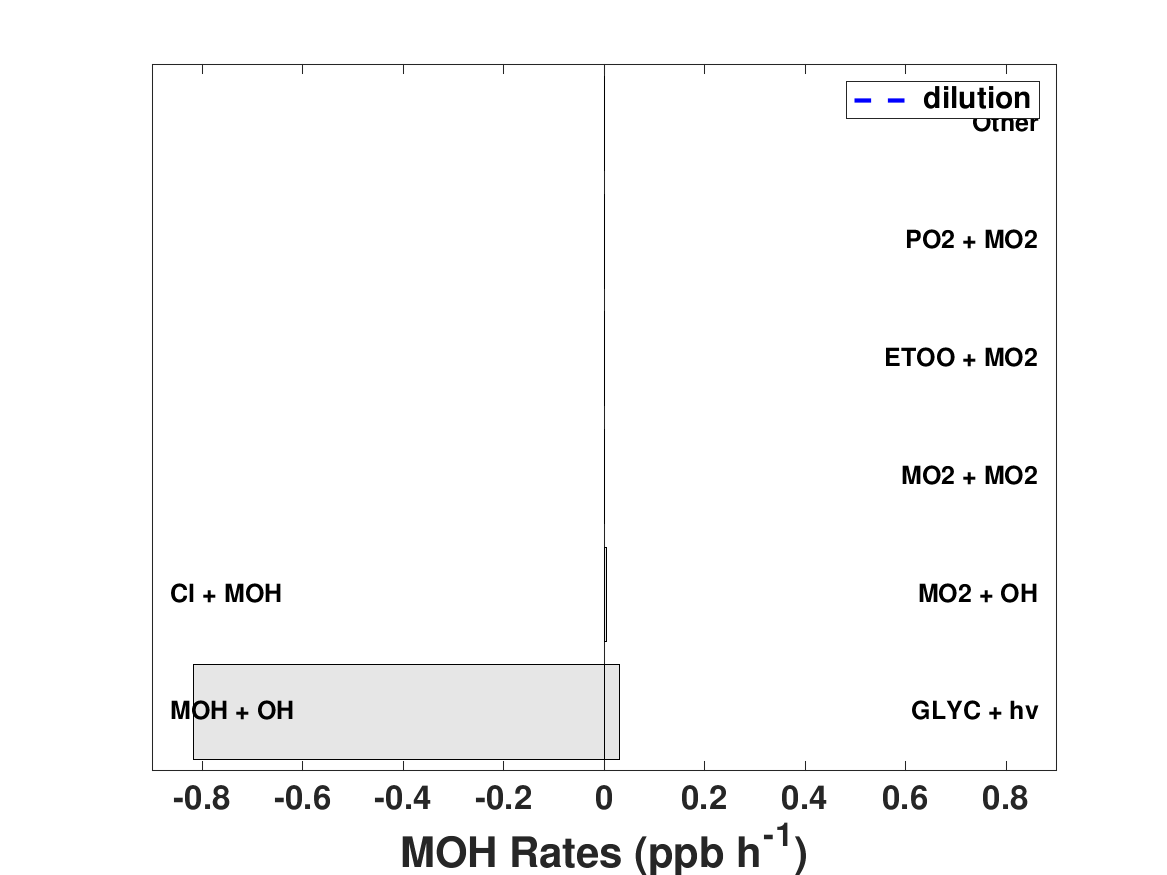 dilution
Other
PO2 + MO2
ETOO + MO2
MO2 + MO2
Cl + MOH
MO2 + OH
MOH + OH
GLYC + hv
-0.8 -0.6 -0.4 -0.2 0 0.2 0.4 0.6 0.8
MOH Rates (ppb h⁻¹)